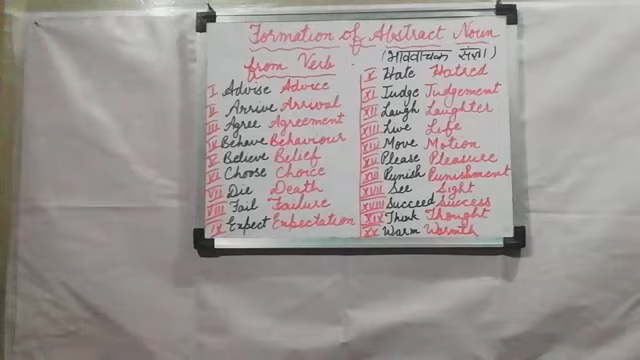 Formation of Abstract Noun
from Verb (भाववाचक संज्ञा)
I Advise Advice
II Arrive Arrival
III Agree Agreement
IV Behave Behaviour
V Believe Belief
VI Choose Choice
VII Die Death
VIII Fail Failure
IX Expect Expectation
X Hate Hatred
XI Judge Judgement
XII Laugh Laughter
XIII Live Life
XIV Move Motion
XV Please Pleasure
XVI Punish Punishment
XVII See Sight
XVIII Succeed Success
XIX Think Thought
XX Warm Warmth